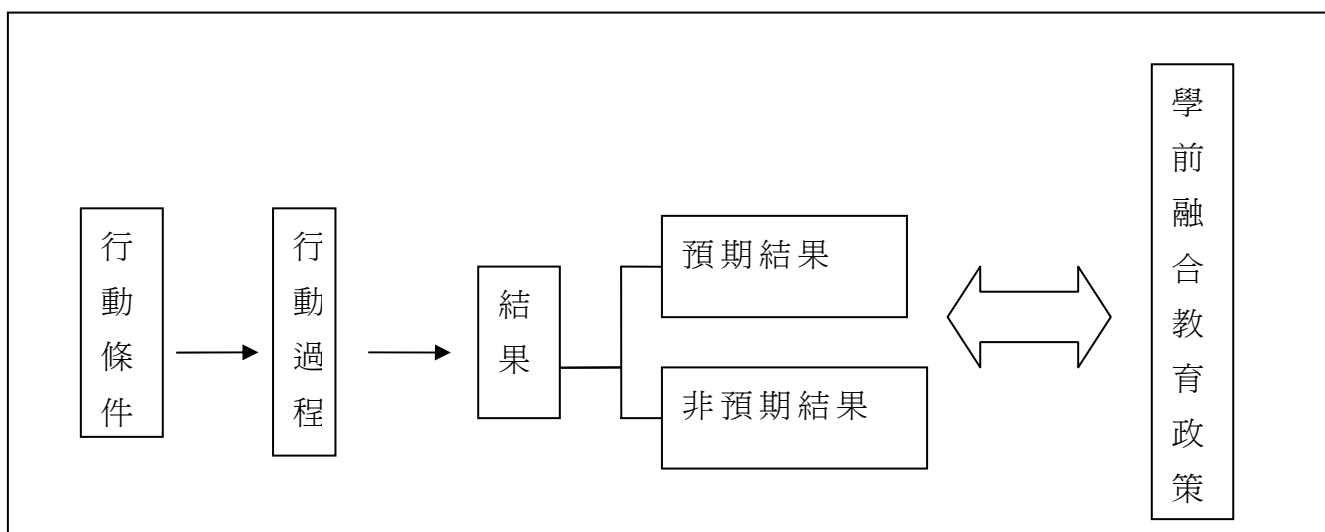 行動條件
行動過程
結果
預期結果
非預期結果
學前融合教育政策